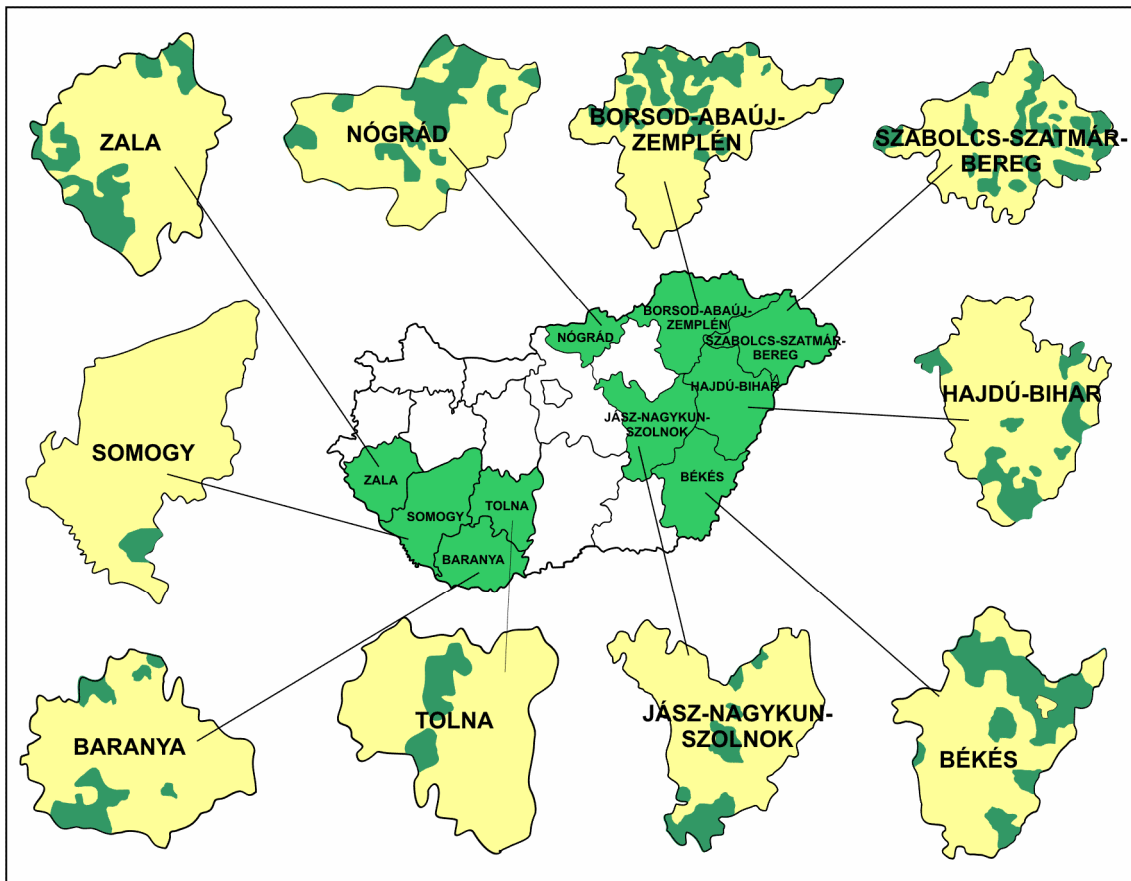 ZALA
NÓGRÁD
BORSOD-ABAÚJ-
ZEMPLÉN
SZABOLCS-SZATMÁR-
BEREG
BORSOD-ABAÚJ-
ZEMPLÉN
NÓGRÁD
SZABOLCS-SZATMÁR-
BEREG
HAJDÚ-BIHAR
HAJDÚ-BIHAR
JÁSZ-NAGYKUN-
SZOLNOK
SOMOGY
ZALA
BÉKÉS
TOLNA
SOMOGY
BARANYA
BARANYA
TOLNA
JÁSZ-NAGYKUN-
SZOLNOK
BÉKÉS